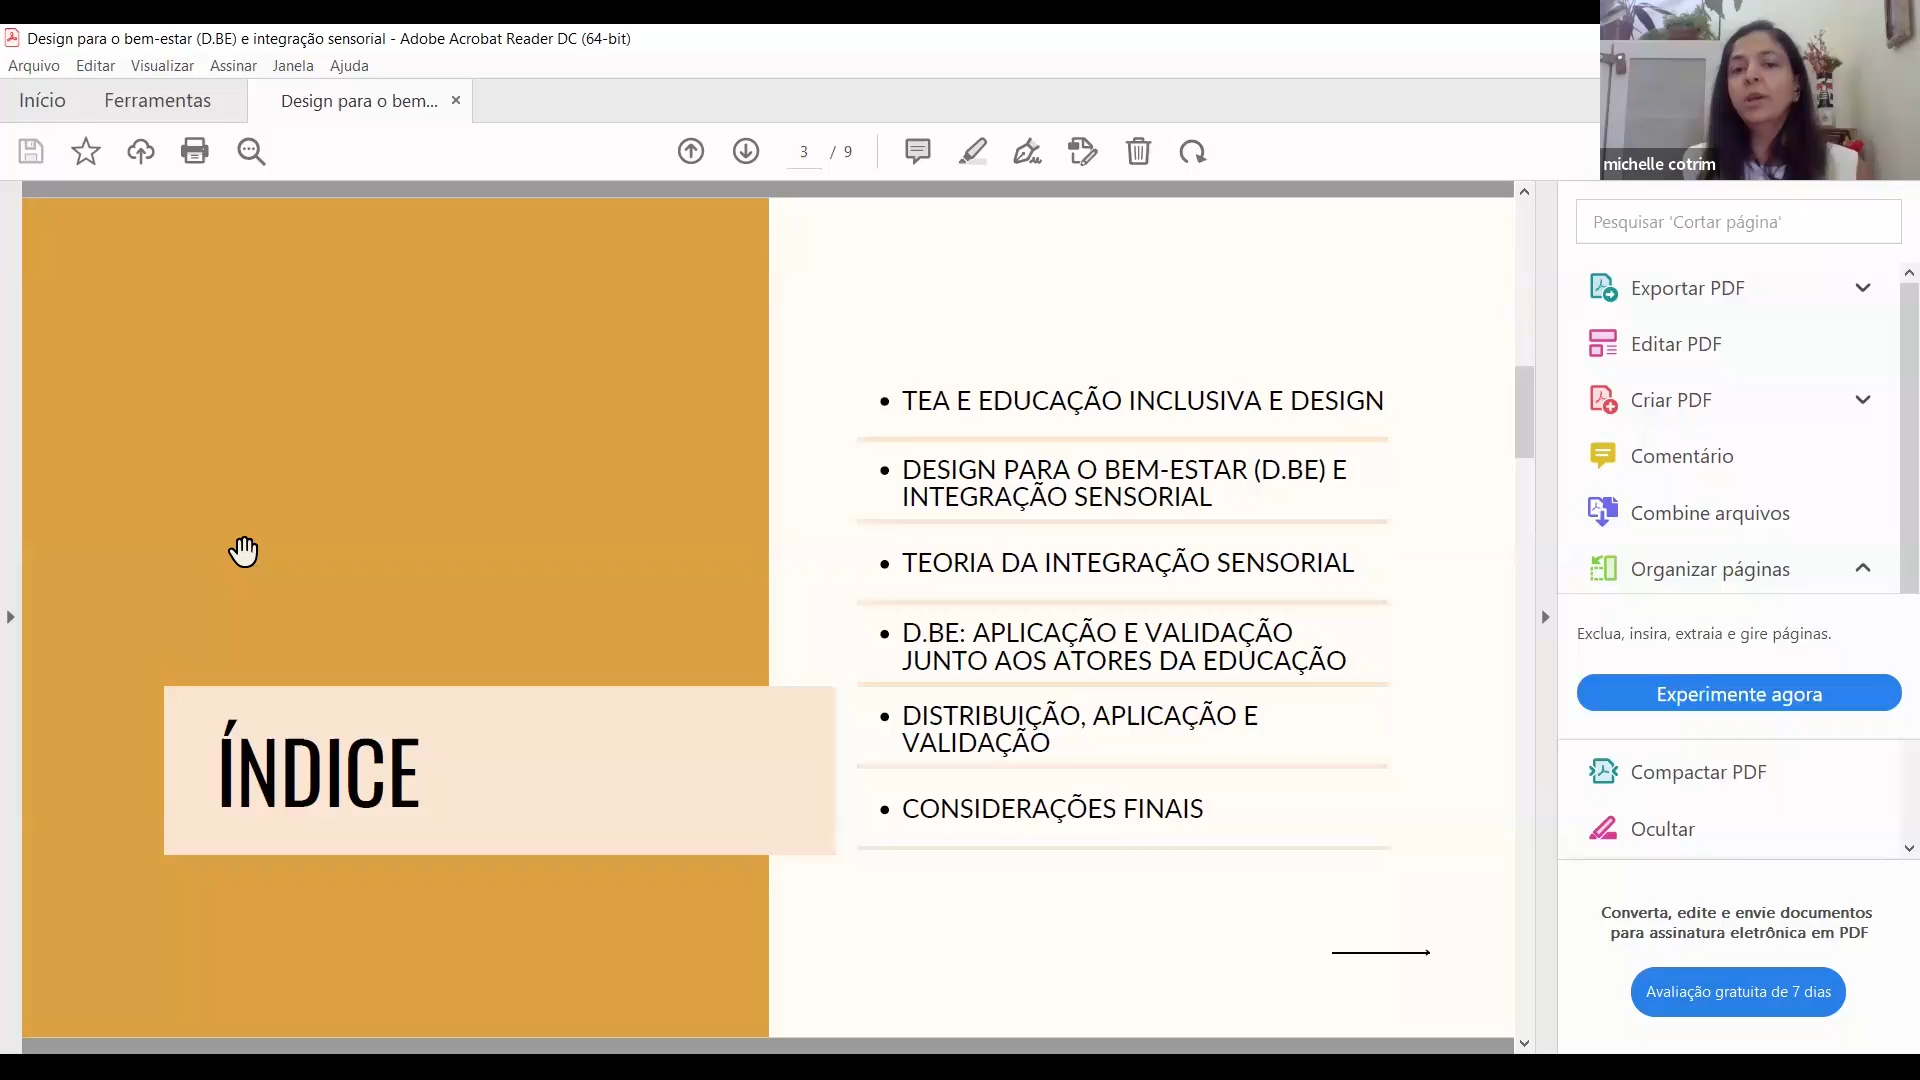 Design para o bem-estar (D.BE) e integração sensorial - Adobe Acrobat Reader DC (64-bit)
Arquivo Editar Visualizar Assinar Janela Ajuda
Início Ferramentas Design para o bem... ×
3 / 9
michelle cotrim
Pesquisar 'Cortar página'
Exportar PDF
Editar PDF
Criar PDF
Comentário
Combine arquivos
Organizar páginas
Exclua, insira, extraia e gire páginas.
Experimente agora
Compactar PDF
Ocultar
Converta, edite e envie documentos
para assinatura eletrônica em PDF
Avaliação gratuita de 7 dias
ÍNDICE
• TEA E EDUCAÇÃO INCLUSIVA E DESIGN
• DESIGN PARA O BEM-ESTAR (D.BE) E
INTEGRAÇÃO SENSORIAL
• TEORIA DA INTEGRAÇÃO SENSORIAL
• D.BE: APLICAÇÃO E VALIDAÇÃO
JUNTO AOS ATORES DA EDUCAÇÃO
• DISTRIBUIÇÃO, APLICAÇÃO E
VALIDAÇÃO
• CONSIDERAÇÕES FINAIS